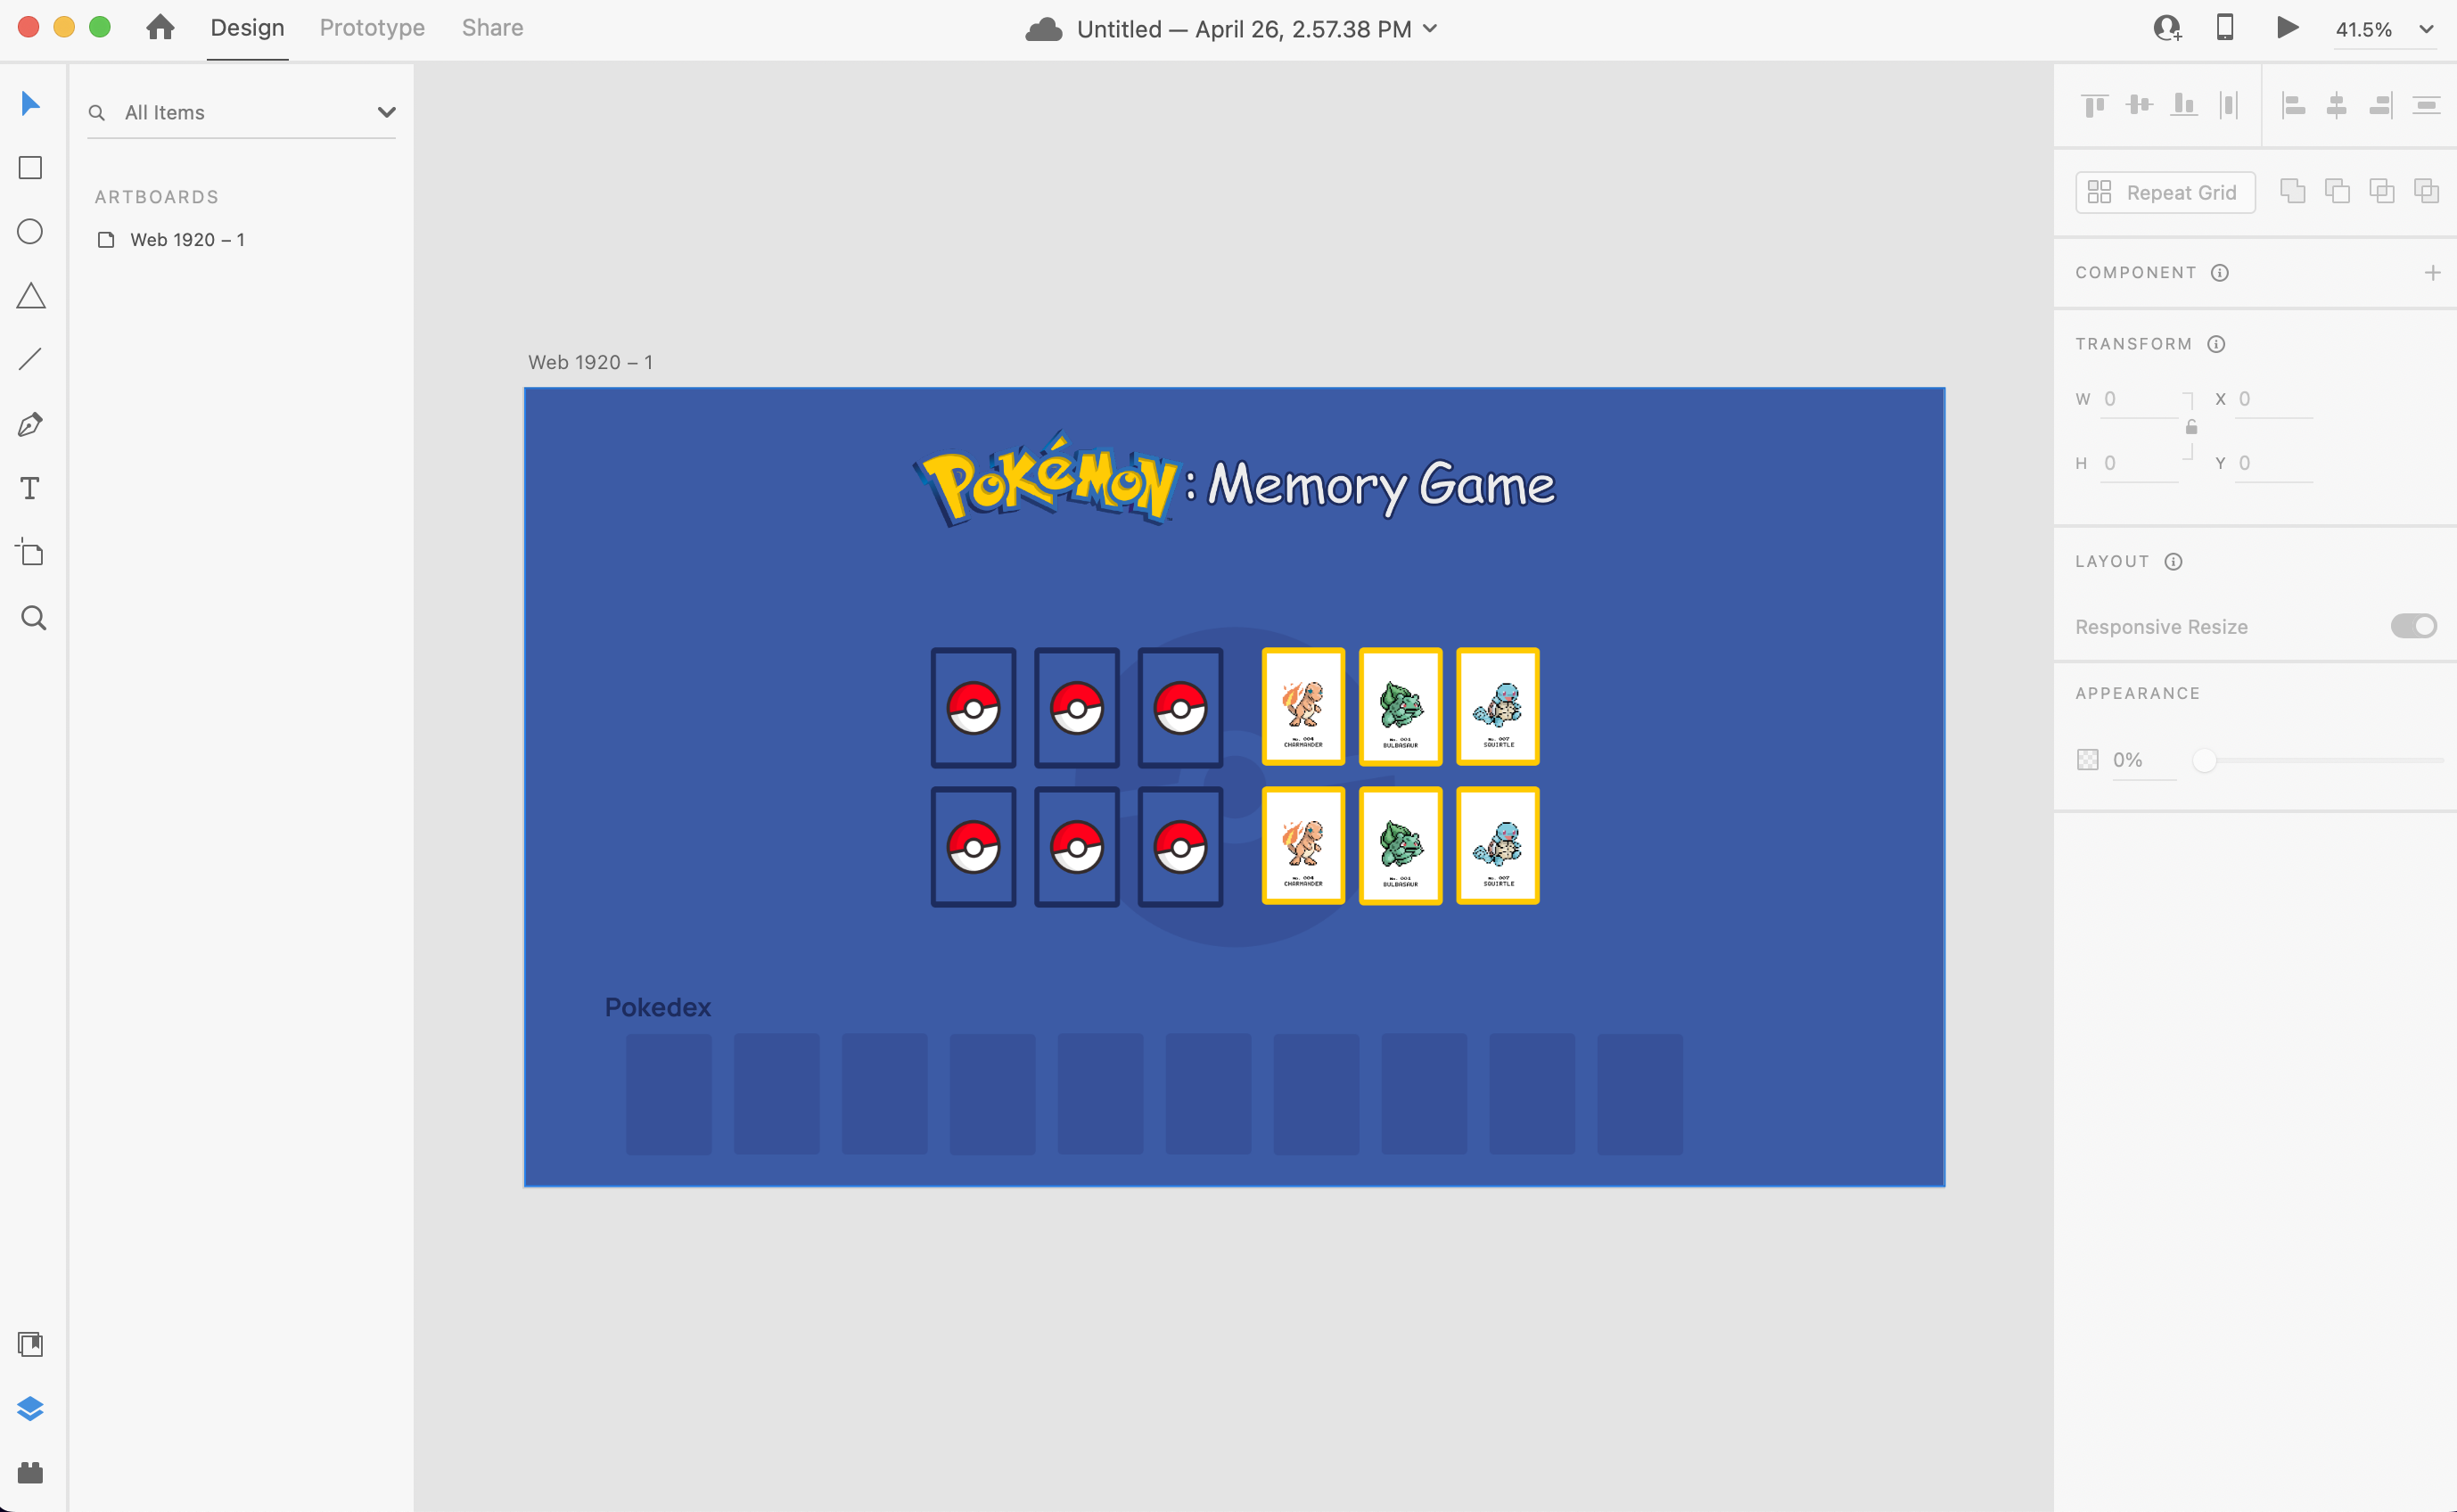 Design Prototype Share
Untitled — April 26, 2.57.38 PM
41.5%
All Items
ARTBOARDS
Web 1920 – 1
Web 1920 – 1
Pokémon : Memory Game
No. 004
CHARMANDER
No. 001
BULBASAUR
No. 007
SQUIRTLE
No. 004
CHARMANDER
No. 001
BULBASAUR
No. 007
SQUIRTLE
Pokedex
Repeat Grid
COMPONENT
TRANSFORM
W 0 X 0
H 0 Y 0
LAYOUT
Responsive Resize
APPEARANCE
0%